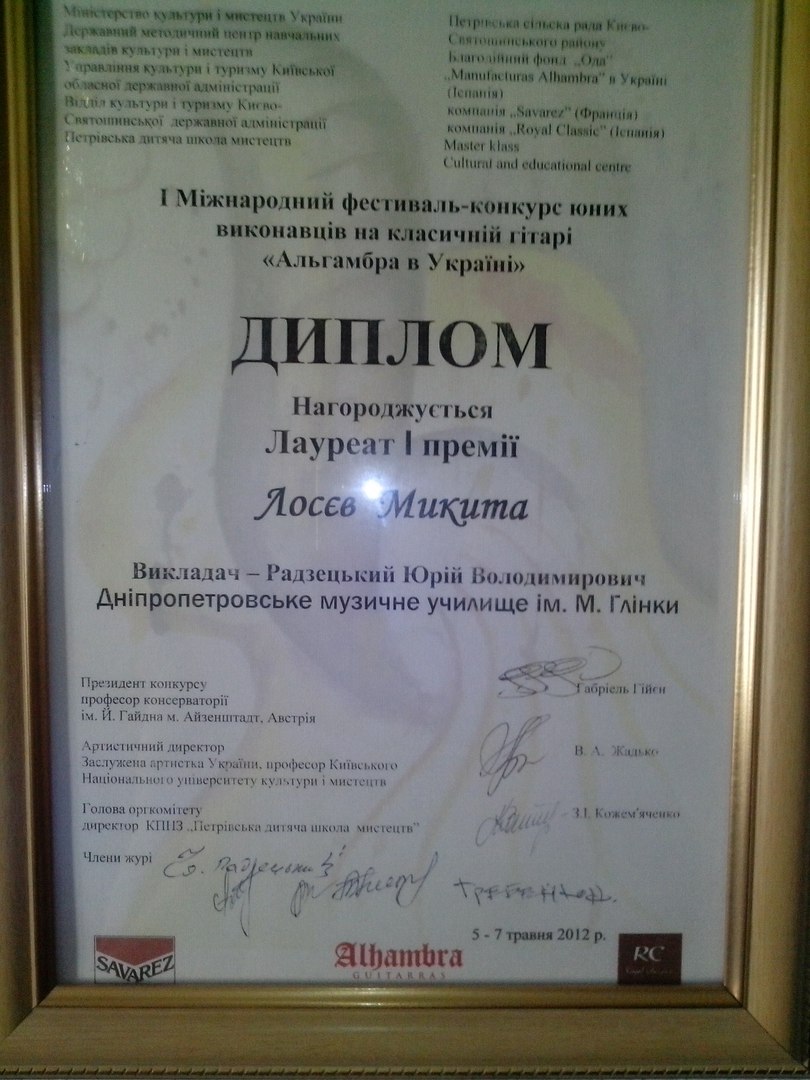 Міністерство культури і мистецтв України
Державний методичний центр навчальних
закладів культури і мистецтв
Управління культури і туризму Київської
обласної державної адміністрації
Відділ культури і туризму Києво-
Святошинської державної адміністрації
Петрівська дитяча школа мистецтв
Петрівська сільска рада Києво-
Святошинського району
Благодійний фонд „Ода"
„Manufacturas Alhambra" в Україні
(Іспанія)
компанія „Savarez" (Франція)
компанія „Royal Classic" (Іспанія)
Master klass
Cultural and educational centre
І Міжнародний фестиваль-конкурс юних
виконавців на класичній гітарі
«Альгамбра в Україні»
ДИПЛОМ
Нагороджується
Лауреат І премії
Лосєв Микита
Викладач – Радзецький Юрій Володимирович
Дніпропетровське музичне училище ім. М. Глінки
Президент конкурсу
професор консерваторії
ім. Й. Гайдна м. Айзенштадт, Австрія
Габріель Гійєн
Артистичний директор
Заслужена артистка України, професор Київського
Національного університету культури і мистецтв
В. А. Жадько
Голова оргкомітету
директор КПНЗ „Петрівська дитяча школа мистецтв"
З.І. Кожем'яченко
Члени журі
5 - 7 травня 2012 р.
SAVAREZ
Alhambra
GUITARRAS
RC